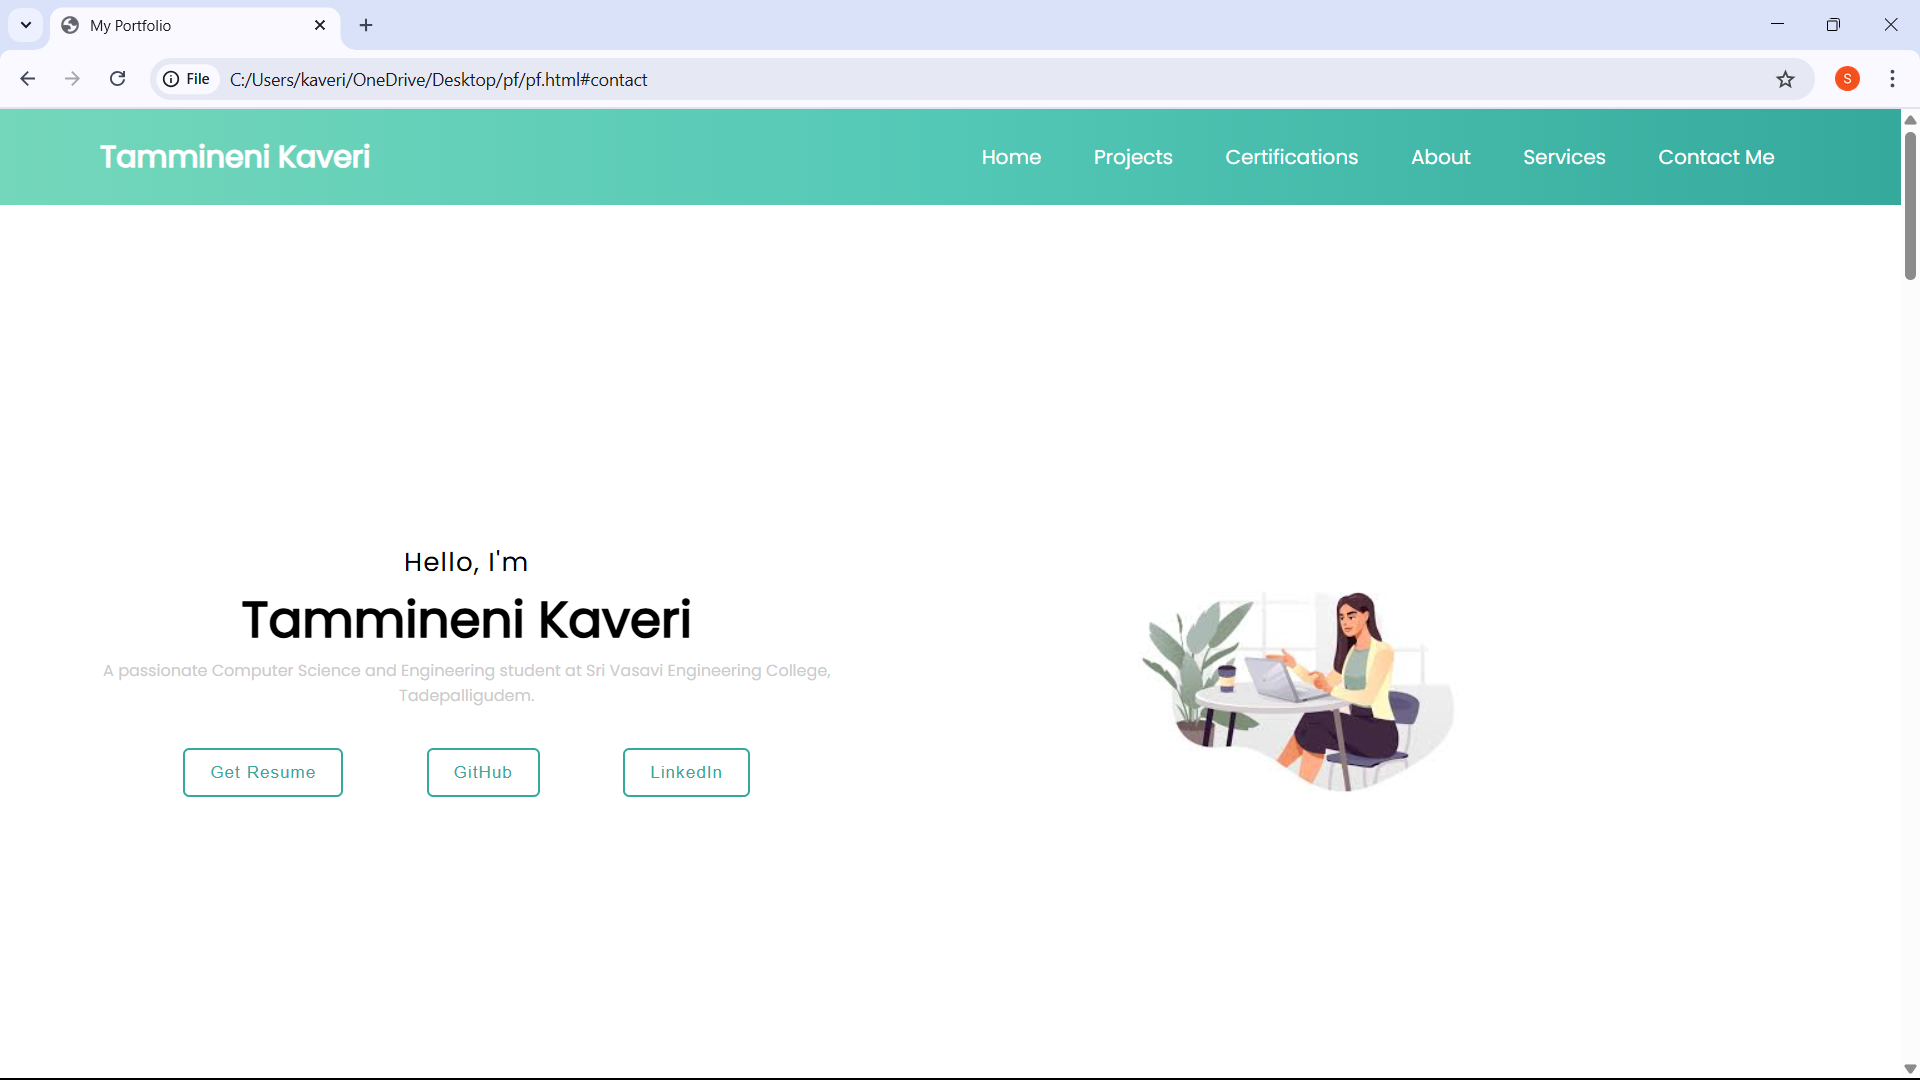 My Portfolio
File C:/Users/kaveri/OneDrive/Desktop/pf/pf.html#contact S
Tammineni Kaveri Home Projects Certifications About Services Contact Me
Hello, I'm
Tammineni Kaveri
A passionate Computer Science and Engineering student at Sri Vasavi Engineering College,
Tadepalligudem.
Get Resume GitHub LinkedIn